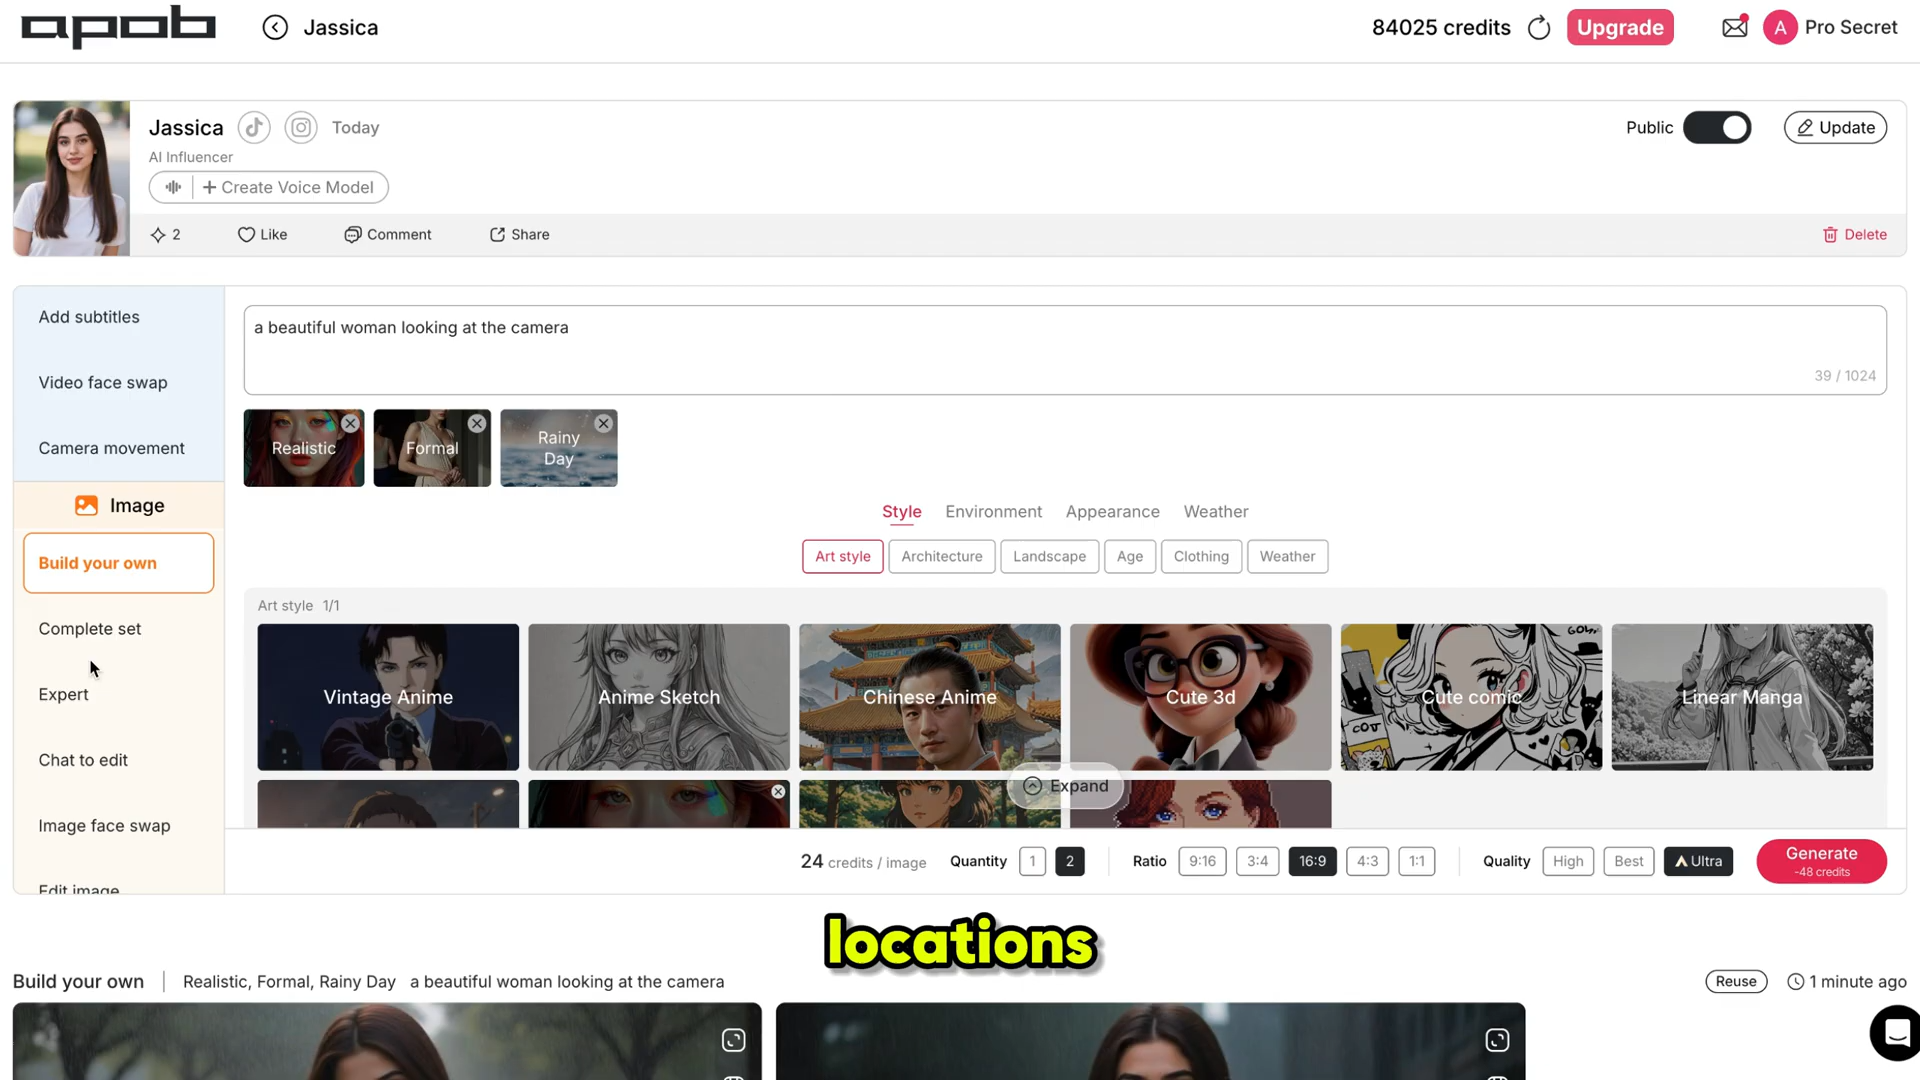 apob
Jassica
84025 credits
Upgrade
A
Pro Secret
Jassica
Today
Public
Update
AI Influencer
+ Create Voice Model
2
Like
Comment
Share
Delete
Add subtitles
Video face swap
Camera movement
Image
Build your own
Complete set
Expert
Chat to edit
Image face swap
Edit image
a beautiful woman looking at the camera
39 / 1024
Realistic
Formal
Rainy
Day
Style
Environment
Appearance
Weather
Art style
Architecture
Landscape
Age
Clothing
Weather
Art style 1/1
Vintage Anime
Anime Sketch
Chinese Anime
Cute 3d
Cute comic
Linear Manga
Expand
24 credits / image
Quantity
1
2
Ratio
9:16
3:4
16:9
4:3
1:1
Quality
High
Best
Ultra
Generate
-48 credits
locations
Build your own
Realistic, Formal, Rainy Day a beautiful woman looking at the camera
Reuse
1 minute ago